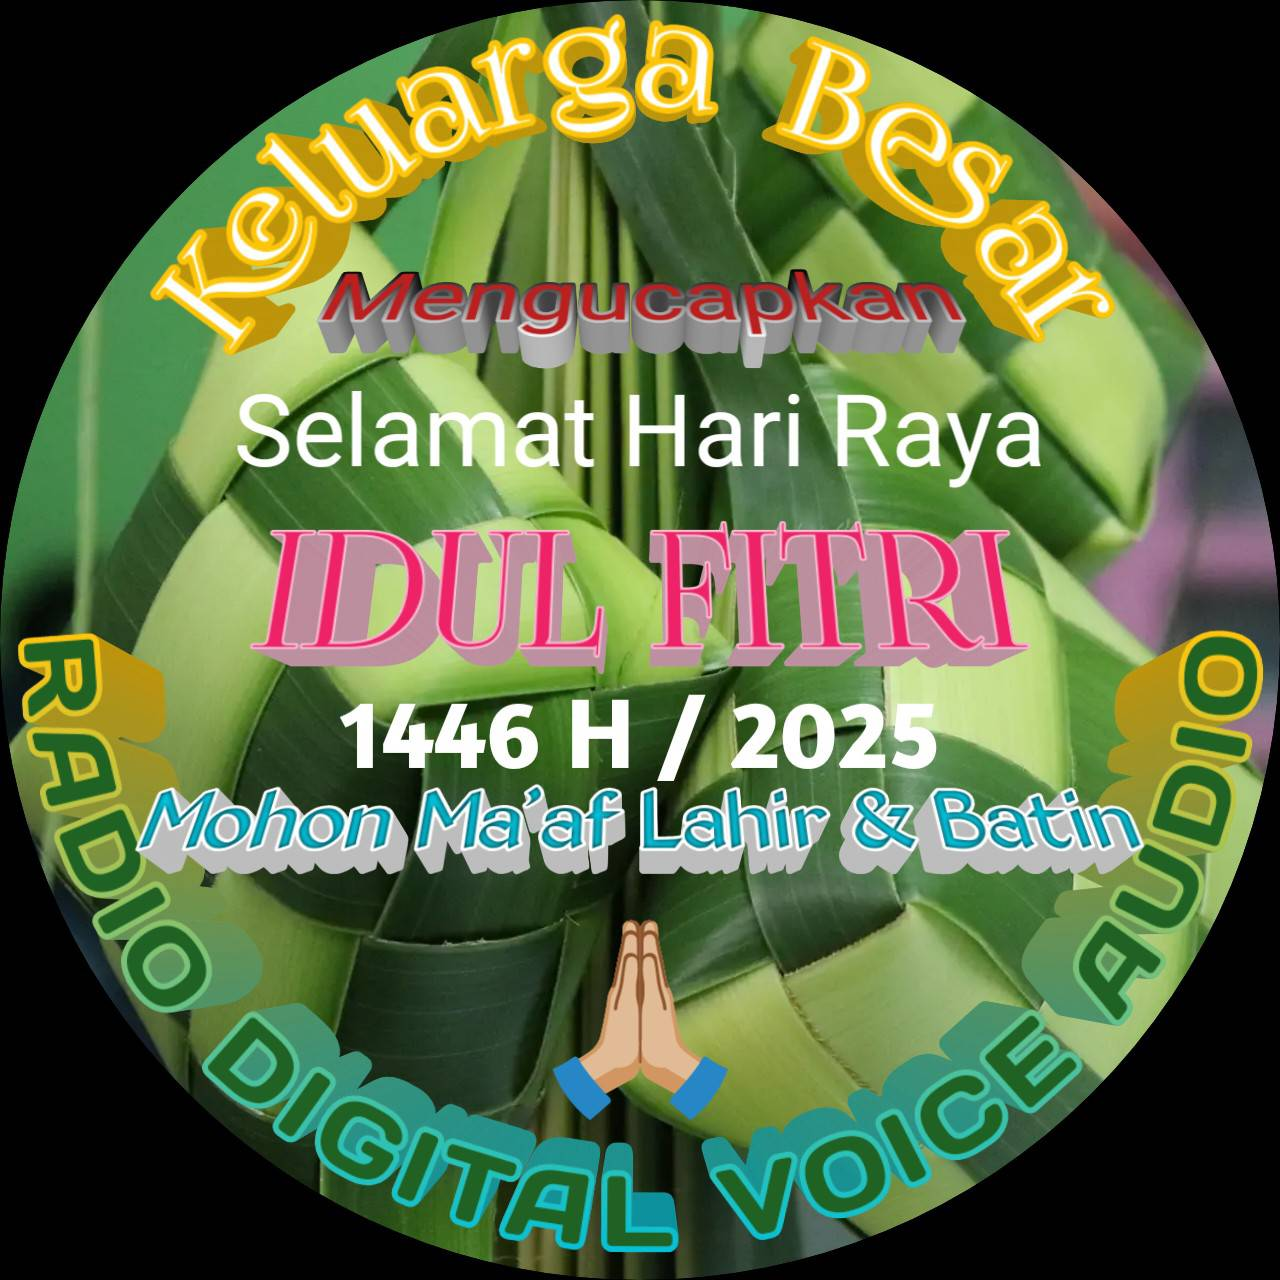 Keluarga Besar
Mengucapkan
Selamat Hari Raya
IDUL FITRI
1446 H / 2025
Mohon Ma'af Lahir & Batin
RADIO DIGITAL VOICE AUDIO